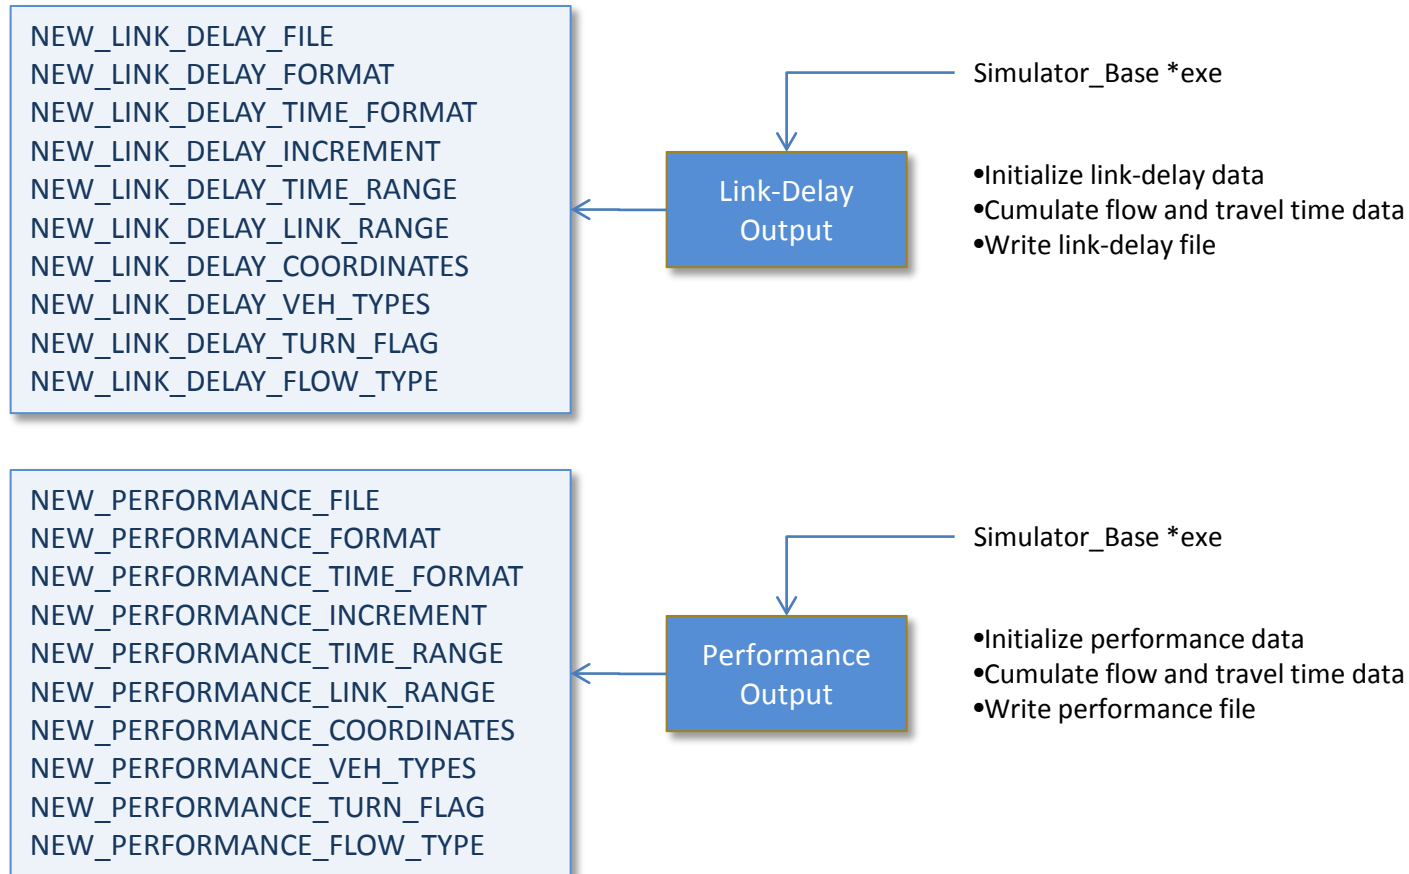 NEW_LINK_DELAY_FILE
NEW_LINK_DELAY_FORMAT
NEW_LINK_DELAY_TIME_FORMAT
NEW_LINK_DELAY_INCREMENT
NEW_LINK_DELAY_TIME_RANGE
NEW_LINK_DELAY_LINK_RANGE
NEW_LINK_DELAY_COORDINATES
NEW_LINK_DELAY_VEH_TYPES
NEW_LINK_DELAY_TURN_FLAG
NEW_LINK_DELAY_FLOW_TYPE
Link-Delay
Output
Simulator_Base *exe
•Initialize link-delay data
•Cumulate flow and travel time data
•Write link-delay file
NEW_PERFORMANCE_FILE
NEW_PERFORMANCE_FORMAT
NEW_PERFORMANCE_TIME_FORMAT
NEW_PERFORMANCE_INCREMENT
NEW_PERFORMANCE_TIME_RANGE
NEW_PERFORMANCE_LINK_RANGE
NEW_PERFORMANCE_COORDINATES
NEW_PERFORMANCE_VEH_TYPES
NEW_PERFORMANCE_TURN_FLAG
NEW_PERFORMANCE_FLOW_TYPE
Performance
Output
Simulator_Base *exe
•Initialize performance data
•Cumulate flow and travel time data
•Write performance file